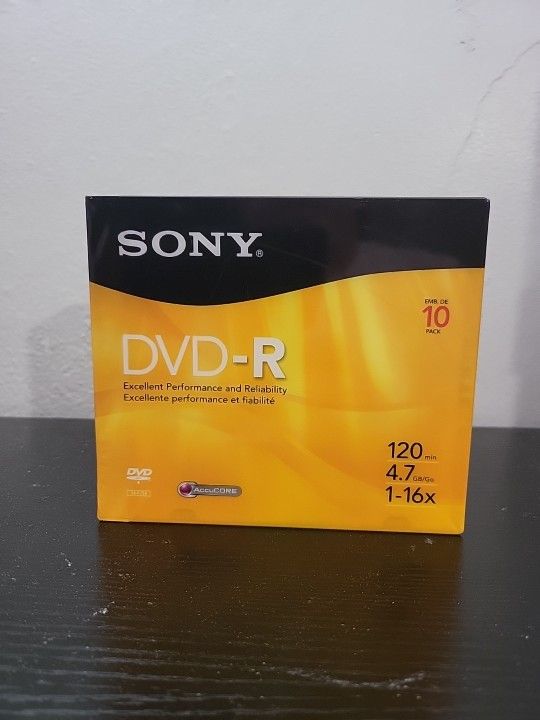 SONY®
EMB. DE
10
PACK
DVD-R
Excellent Performance and Reliability
Excellente performance et fiabilité
120 min
4.7 GB/Go
1-16x
DVD
R
AccuCORE